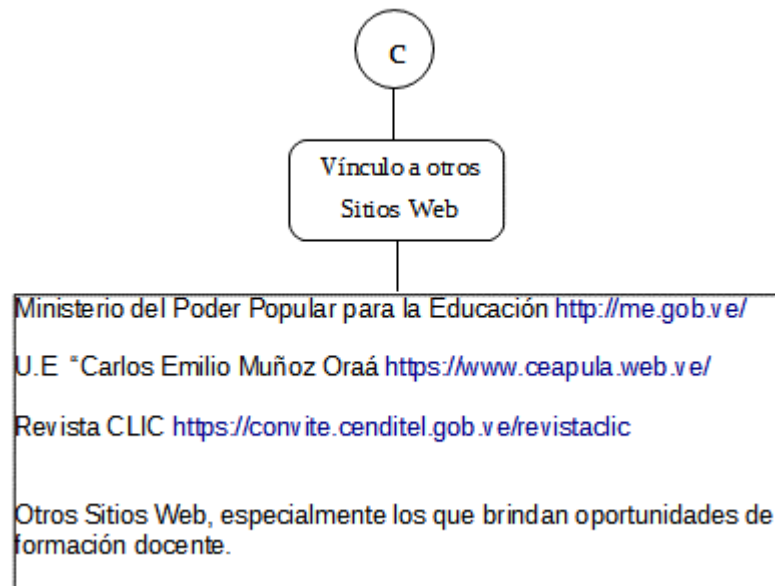 c
Vínculo a otros
Sitios Web
Ministerio del Poder Popular para la Educación http://me.gob.ve/
U.E “Carlos Emilio Muñoz Oraá https://www.ceapula.web.ve/
Revista CLIC https://convite.cenditel.gob.ve/revistaclic
Otros Sitios Web, especialmente los que brindan oportunidades de
formación docente.